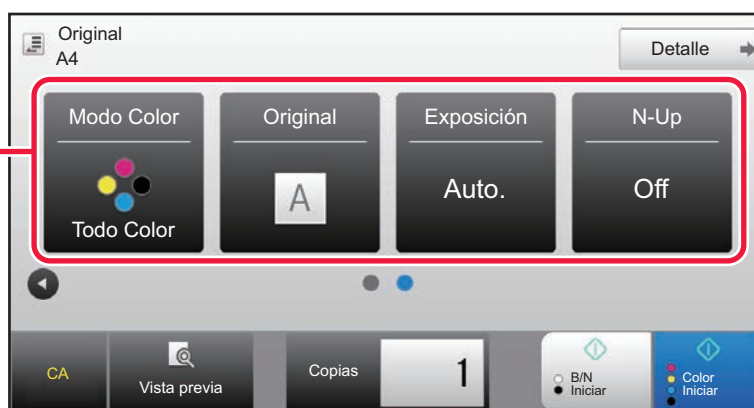 Original
A4
Detalle
Modo Color
Original
Exposición
N-Up
A
Auto.
Off
Todo Color
CA
Vista previa
Copias
1
B/N
Iniciar
Color
Iniciar